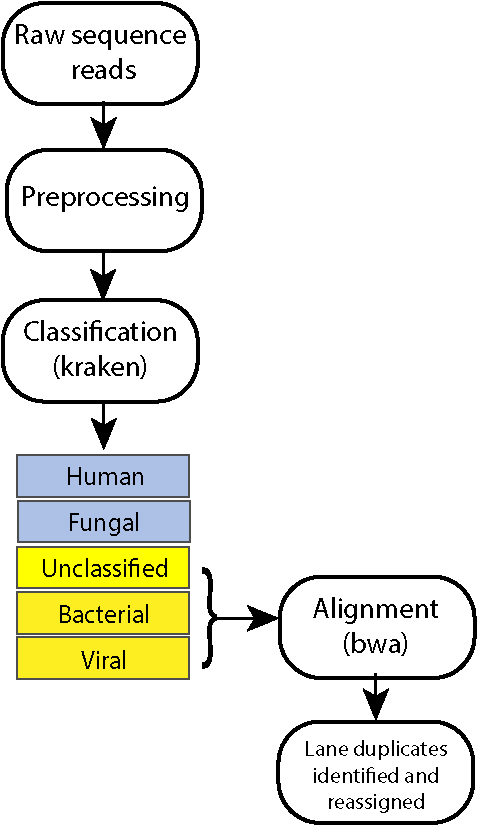 Raw sequence
reads
Preprocessing
Classification
(kraken)
Human
Fungal
Unclassified
Bacterial
Viral
Alignment
(bwa)
Lane duplicates
identified and
reassigned